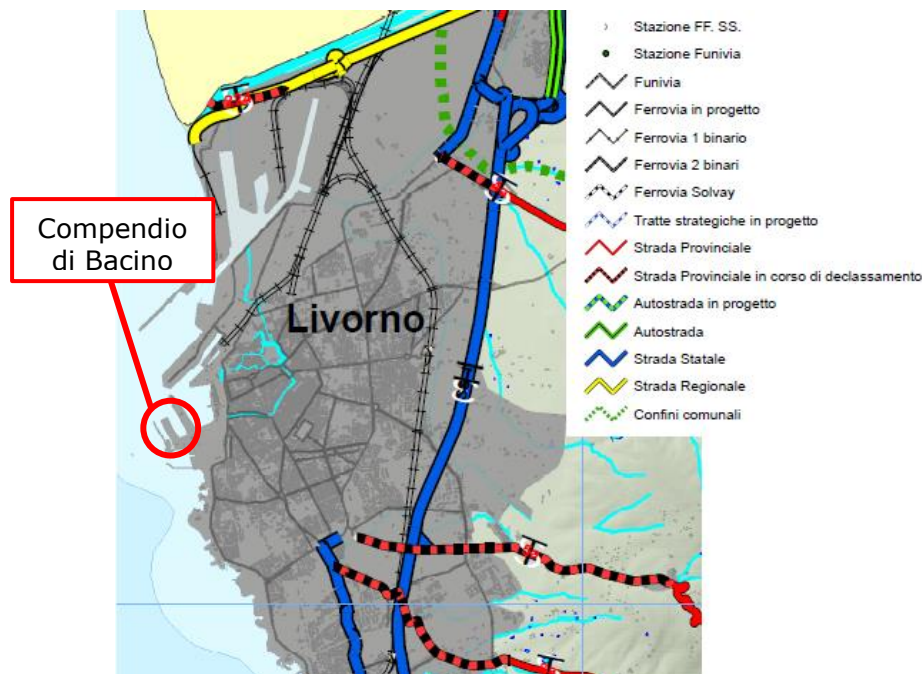 Compendio
di Bacino
Livorno
Stazione FF. SS.
Stazione Funivia
Funivia
Ferrovia in progetto
Ferrovia 1 binario
Ferrovia 2 binari
Ferrovia Solvay
Tratte strategiche in progetto
Strada Provinciale
Strada Provinciale in corso di declassamento
Autostrada in progetto
Autostrada
Strada Statale
Strada Regionale
Confini comunali